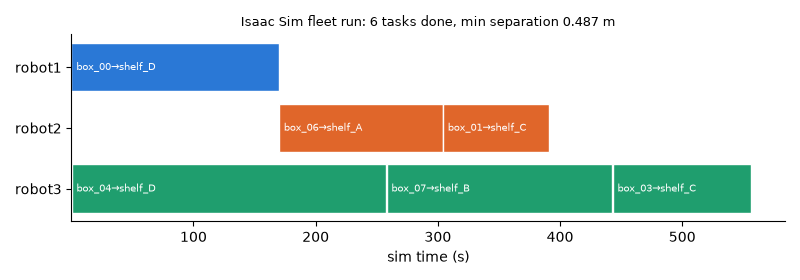 Isaac Sim fleet run: 6 tasks done, min separation 0.487 m
robot1
box_00→shelf_D
robot2
box_06→shelf_A
box_01→shelf_C
robot3
box_04→shelf_D
box_07→shelf_B
box_03→shelf_C
100 200 300 400 500
sim time (s)